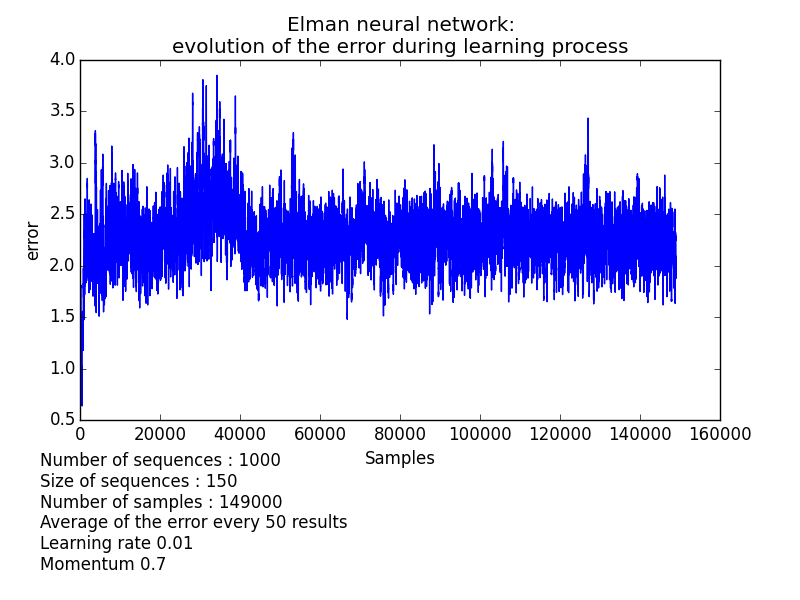 Elman neural network:
evolution of the error during learning process
4.0
3.5
3.0
2.5
2.0
1.5
1.0
0.5
error
0 20000 40000 60000 80000 100000 120000 140000 160000
Samples
Number of sequences : 1000
Size of sequences : 150
Number of samples : 149000
Average of the error every 50 results
Learning rate 0.01
Momentum 0.7